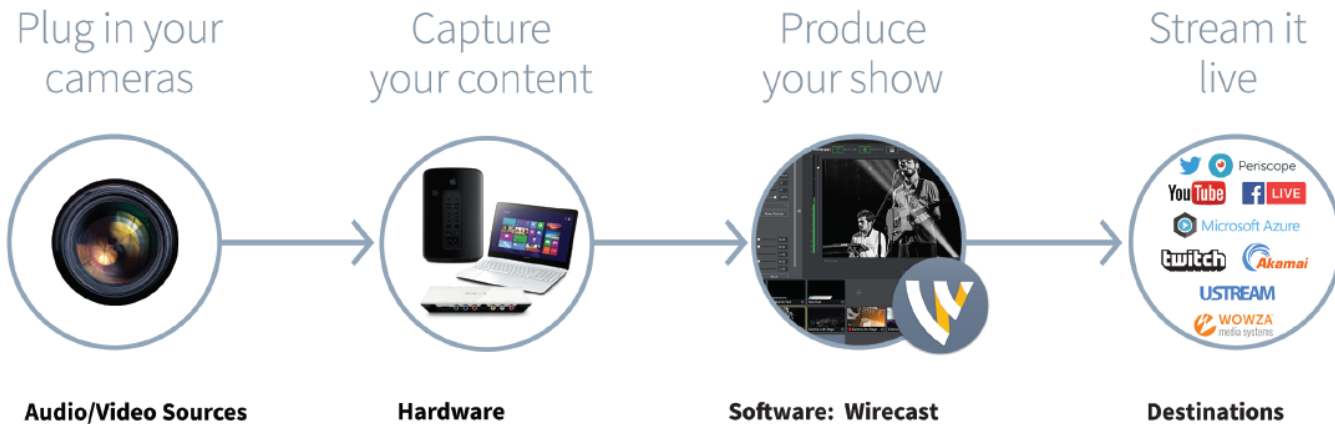 Plug in your
cameras
Capture
your content
Produce
your show
Stream it
live
Periscope
YouTube
LIVE
Microsoft Azure
twitch
Akamai
USTREAM
WOWZA
media systems
Audio/Video Sources
Hardware
Software: Wirecast
Destinations